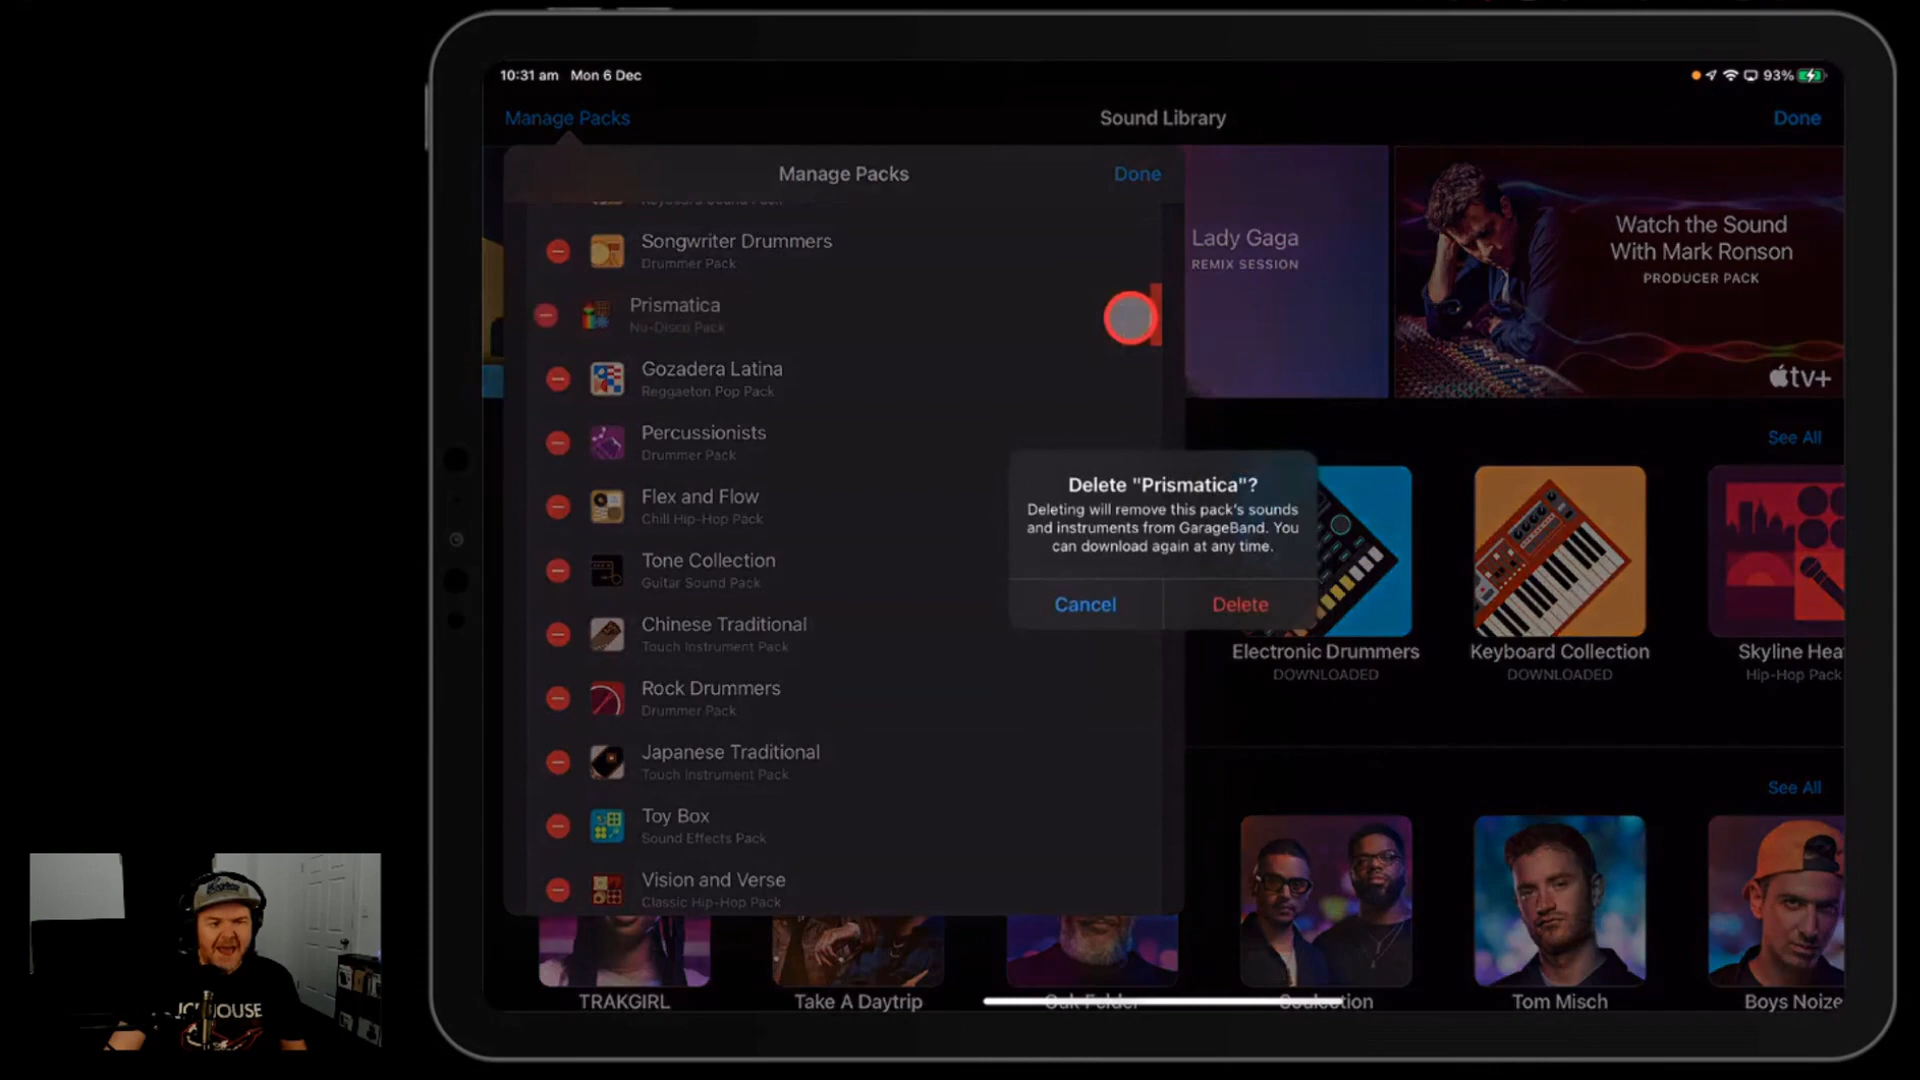 10:31 am Mon 6 Dec
93%
Manage Packs
Sound Library
Done
Manage Packs
Done
Songwriter Drummers
Drummer Pack
Prismatica
Nu-Disco Pack
Gozadera Latina
Reggaeton Pop Pack
Percussionists
Drummer Pack
Flex and Flow
Chill Hip-Hop Pack
Tone Collection
Guitar Sound Pack
Chinese Traditional
Touch Instrument Pack
Rock Drummers
Drummer Pack
Japanese Traditional
Touch Instrument Pack
Toy Box
Sound Effects Pack
Vision and Verse
Classic Hip-Hop Pack
Lady Gaga
REMIX SESSION
Watch the Sound
With Mark Ronson
PRODUCER PACK
tv+
See All
Delete "Prismatica"?
Deleting will remove this pack's sounds
and instruments from GarageBand. You
can download again at any time.
Cancel
Delete
Electronic Drummers
DOWNLOADED
Keyboard Collection
DOWNLOADED
Skyline Hea
Hip-Hop Pack
See All
TRAKGIRL
Take A Daytrip
Oak Felder
Soulection
Tom Misch
Boys Noize